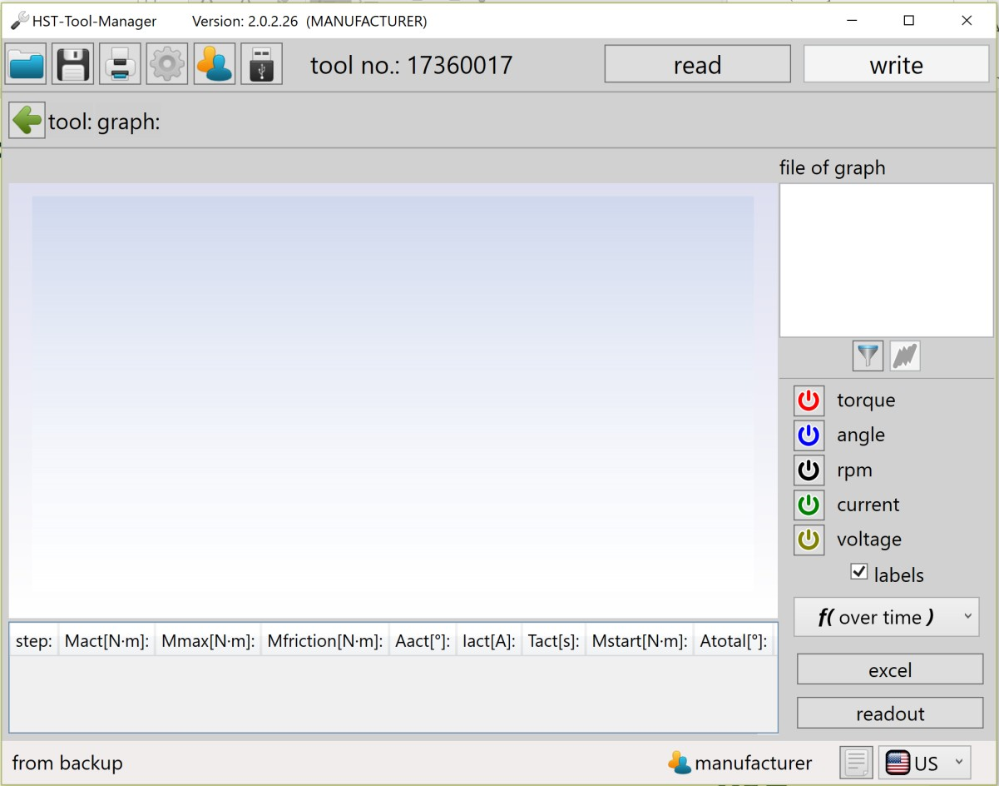 HST-Tool-Manager Version: 2.0.2.26 (MANUFACTURER)
tool no.: 17360017 read write
tool: graph:
file of graph
torque
angle
rpm
current
voltage
labels
f( over time )
step: Mact[N·m]: Mmax[N·m]: Mfriction[N·m]: Aact[°]: Iact[A]: Tact[s]: Mstart[N·m]: Atotal[°]:
excel
readout
from backup manufacturer US